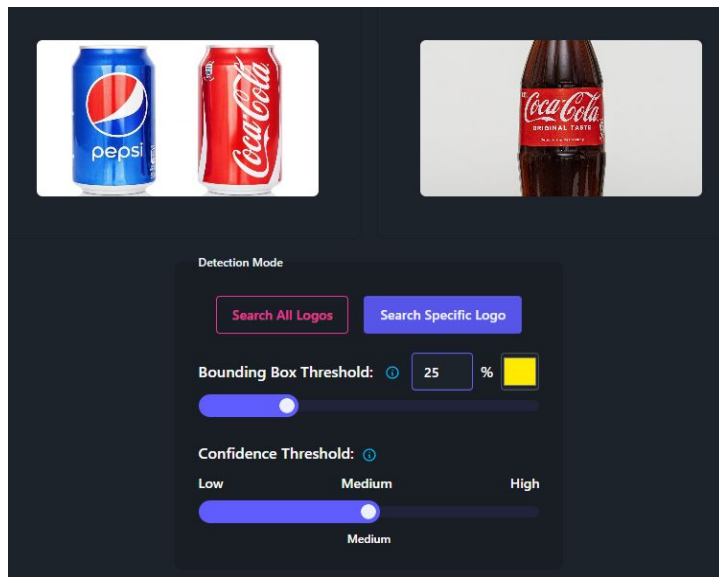 pepsi
Coca-Cola
Coca-Cola
ORIGINAL TASTE
Detection Mode
Search All Logos
Search Specific Logo
Bounding Box Threshold:
25
%
Confidence Threshold:
Low
Medium
High
Medium